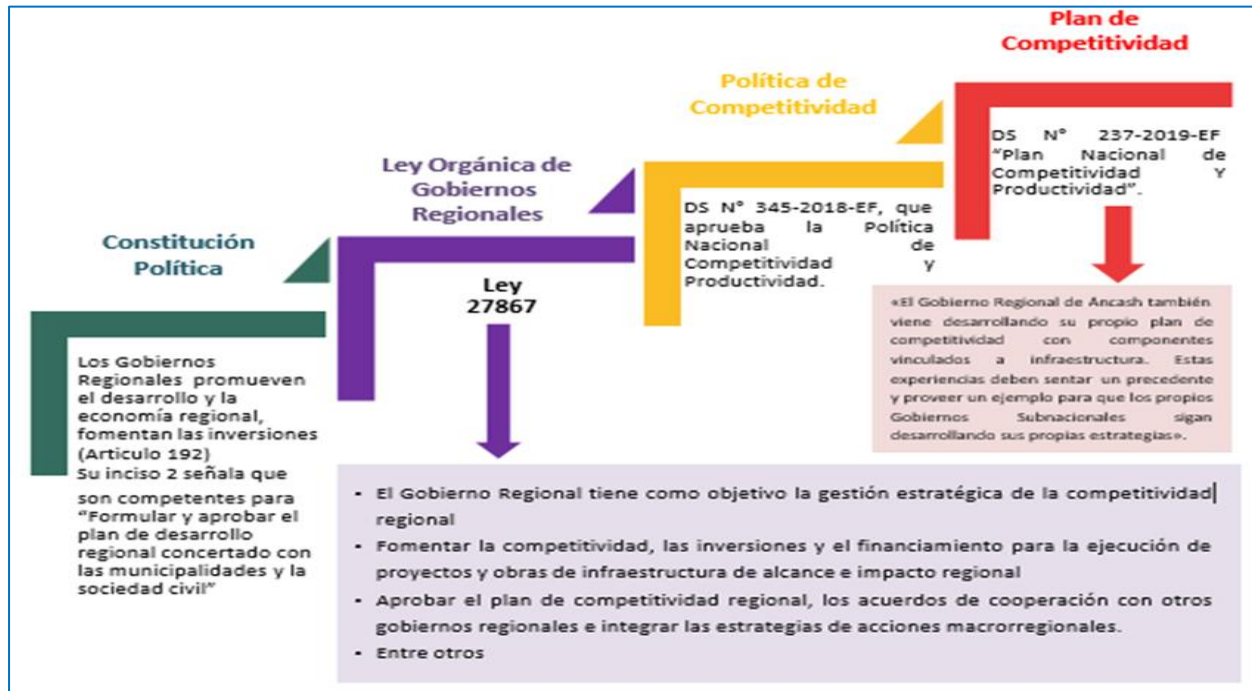 Constitución
Política
Los Gobiernos
Regionales promueven
el desarrollo y la
economía regional,
fomentan las inversiones
(Articulo 192)
Su inciso 2 señala que
son competentes para
“Formular y aprobar el
plan de desarrollo
regional concertado con
las municipalidades y la
sociedad civil”
Ley Orgánica de
Gobiernos
Regionales
Ley
27867
• El Gobierno Regional tiene como objetivo la gestión estratégica de la competitividad
regional
• Fomentar la competitividad, las inversiones y el financiamiento para la ejecución de
proyectos y obras de infraestructura de alcance e impacto regional
• Aprobar el plan de competitividad regional, los acuerdos de cooperación con otros
gobiernos regionales e integrar las estrategias de acciones macrorregionales.
• Entre otros
Política de
Competitividad
DS N° 345-2018-EF, que
aprueba la Política
Nacional de
Competitividad y
Productividad.
Plan de
Competitividad
DS N° 237-2019-EF
“Plan Nacional de
Competitividad Y
Productividad”.
«El Gobierno Regional de Ancash también
viene desarrollando su propio plan de
competitividad con componentes
vinculados a infraestructura. Estas
experiencias deben sentar un precedente
y proveer un ejemplo para que los propios
Gobiernos Subnacionales sigan
desarrollando sus propias estrategias».